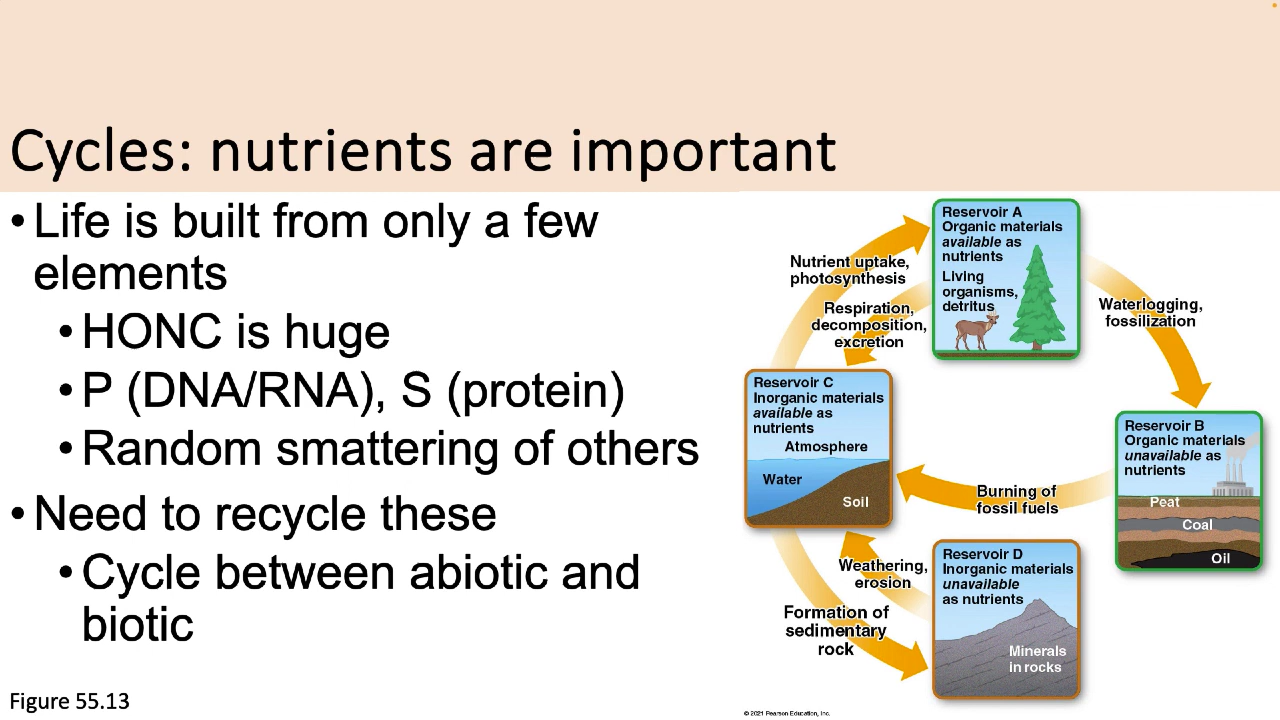 Cycles: nutrients are important
•Life is built from only a few
elements
•HONC is huge
•P (DNA/RNA), S (protein)
•Random smattering of others
•Need to recycle these
•Cycle between abiotic and
biotic
Figure 55.13
Reservoir A
Organic materials
available as
nutrients
Living
organisms,
detritus
Nutrient uptake,
photosynthesis
Respiration,
decomposition,
excretion
Waterlogging,
fossilization
Reservoir C
Inorganic materials
available as
nutrients
Atmosphere
Water
Soil
Reservoir B
Organic materials
unavailable as
nutrients
Peat
Coal
Oil
Burning of
fossil fuels
Weathering,
erosion
Formation of
sedimentary
rock
Reservoir D
Inorganic materials
unavailable
as nutrients
Minerals
in rocks
© 2021 Pearson Education, Inc.